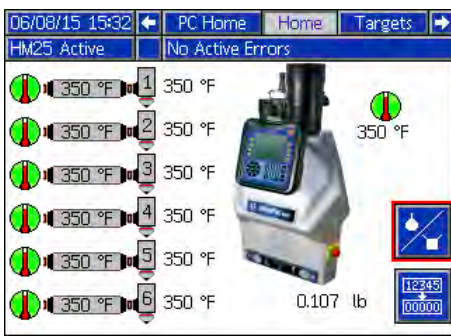 06/08/15 15:32 PC Home Home Targets
HM25 Active No Active Errors
350 °F 1 350 °F
350 °F
350 °F 2 350 °F
350 °F 3 350 °F
350 °F 4 350 °F
350 °F 5 350 °F
350 °F 6 350 °F
0.107 lb
12345
00000